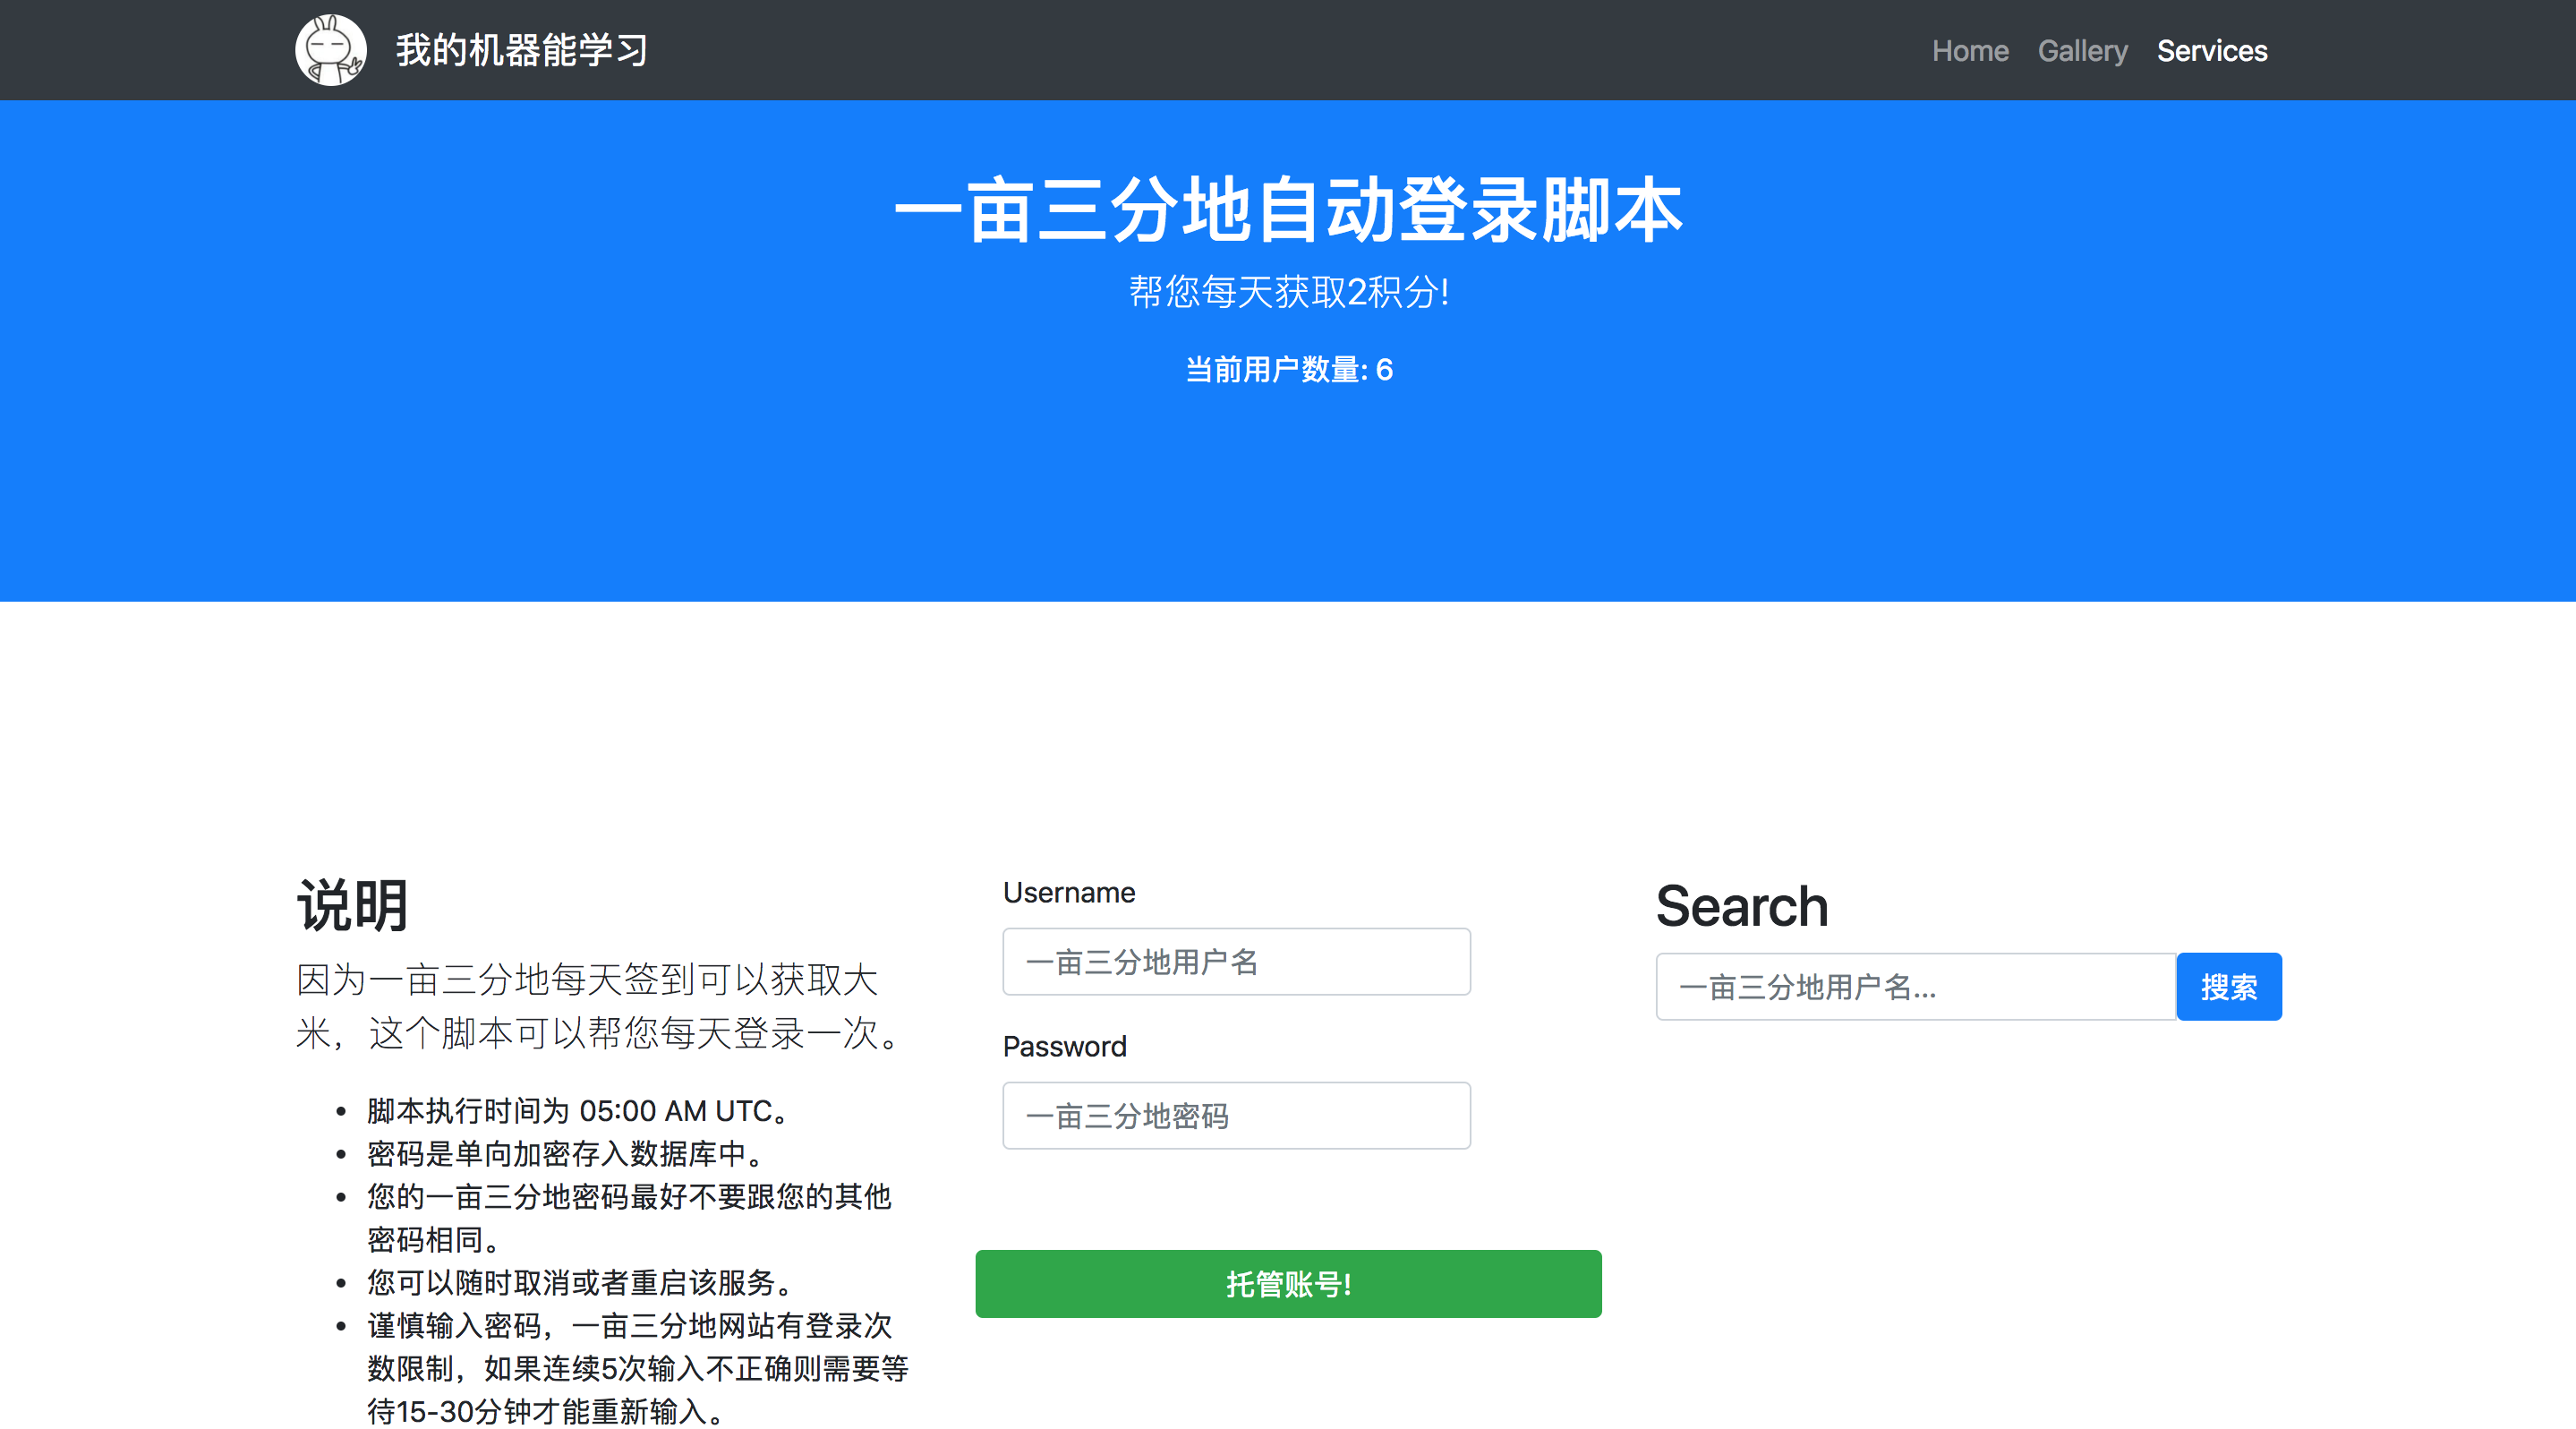 我的机器能学习
Home Gallery Services
一亩三分地自动登录脚本
帮您每天获取2积分!
当前用户数量: 6
说明
因为一亩三分地每天签到可以获取大
米，这个脚本可以帮您每天登录一次。
• 脚本执行时间为 05:00 AM UTC。
• 密码是单向加密存入数据库中。
• 您的一亩三分地密码最好不要跟您的其他
密码相同。
• 您可以随时取消或者重启该服务。
• 谨慎输入密码，一亩三分地网站有登录次
数限制，如果连续5次输入不正确则需要等
待15-30分钟才能重新输入。
Username
一亩三分地用户名
Password
一亩三分地密码
托管账号!
Search
一亩三分地用户名...
搜索